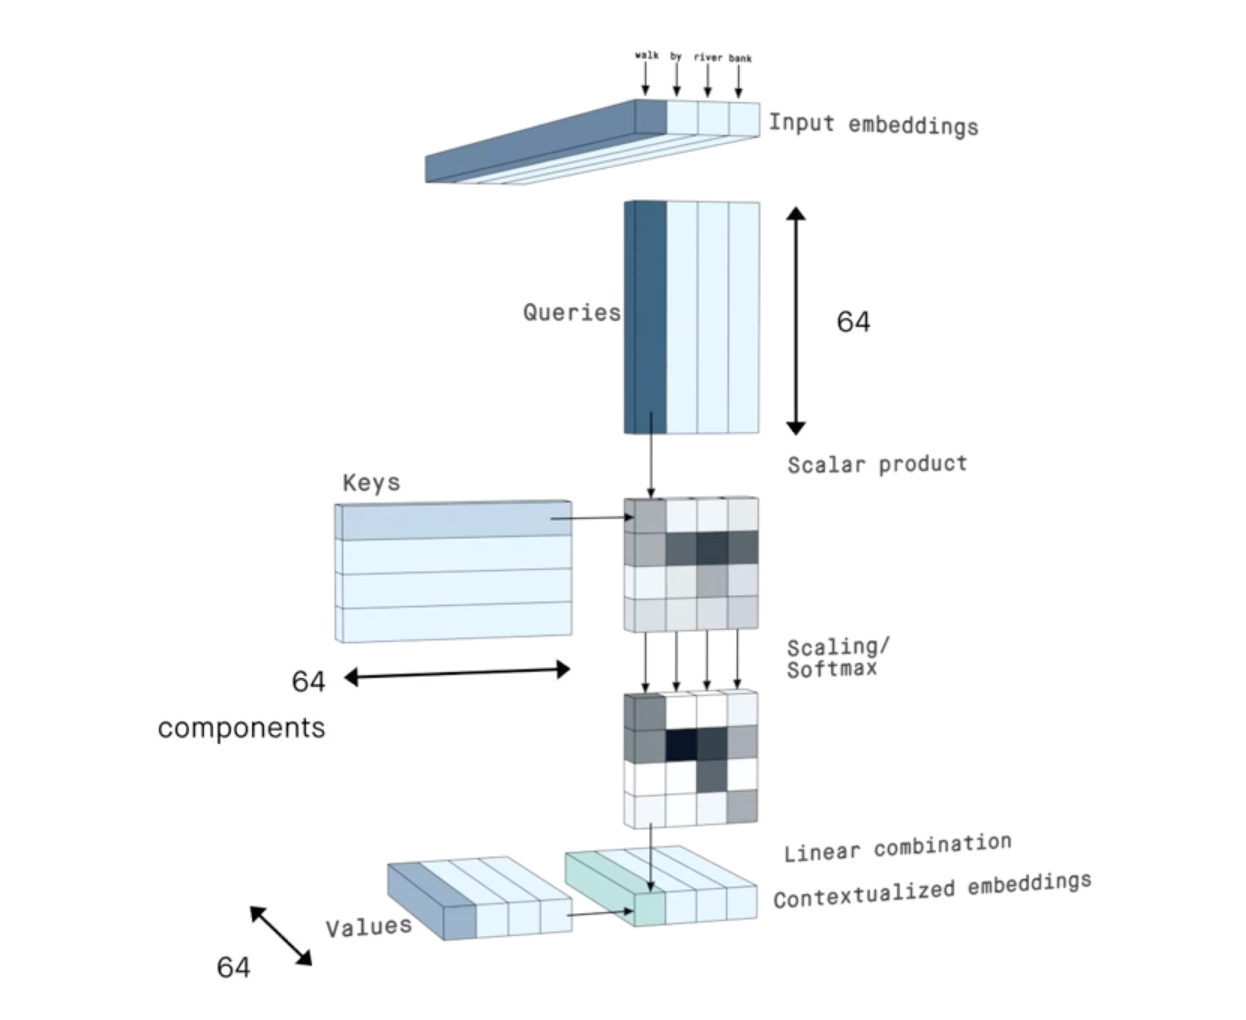 walk by river bank
Input embeddings
Queries
64
Scalar product
Keys
64
components
Scaling/
Softmax
Linear combination
Contextualized embeddings
Values
64